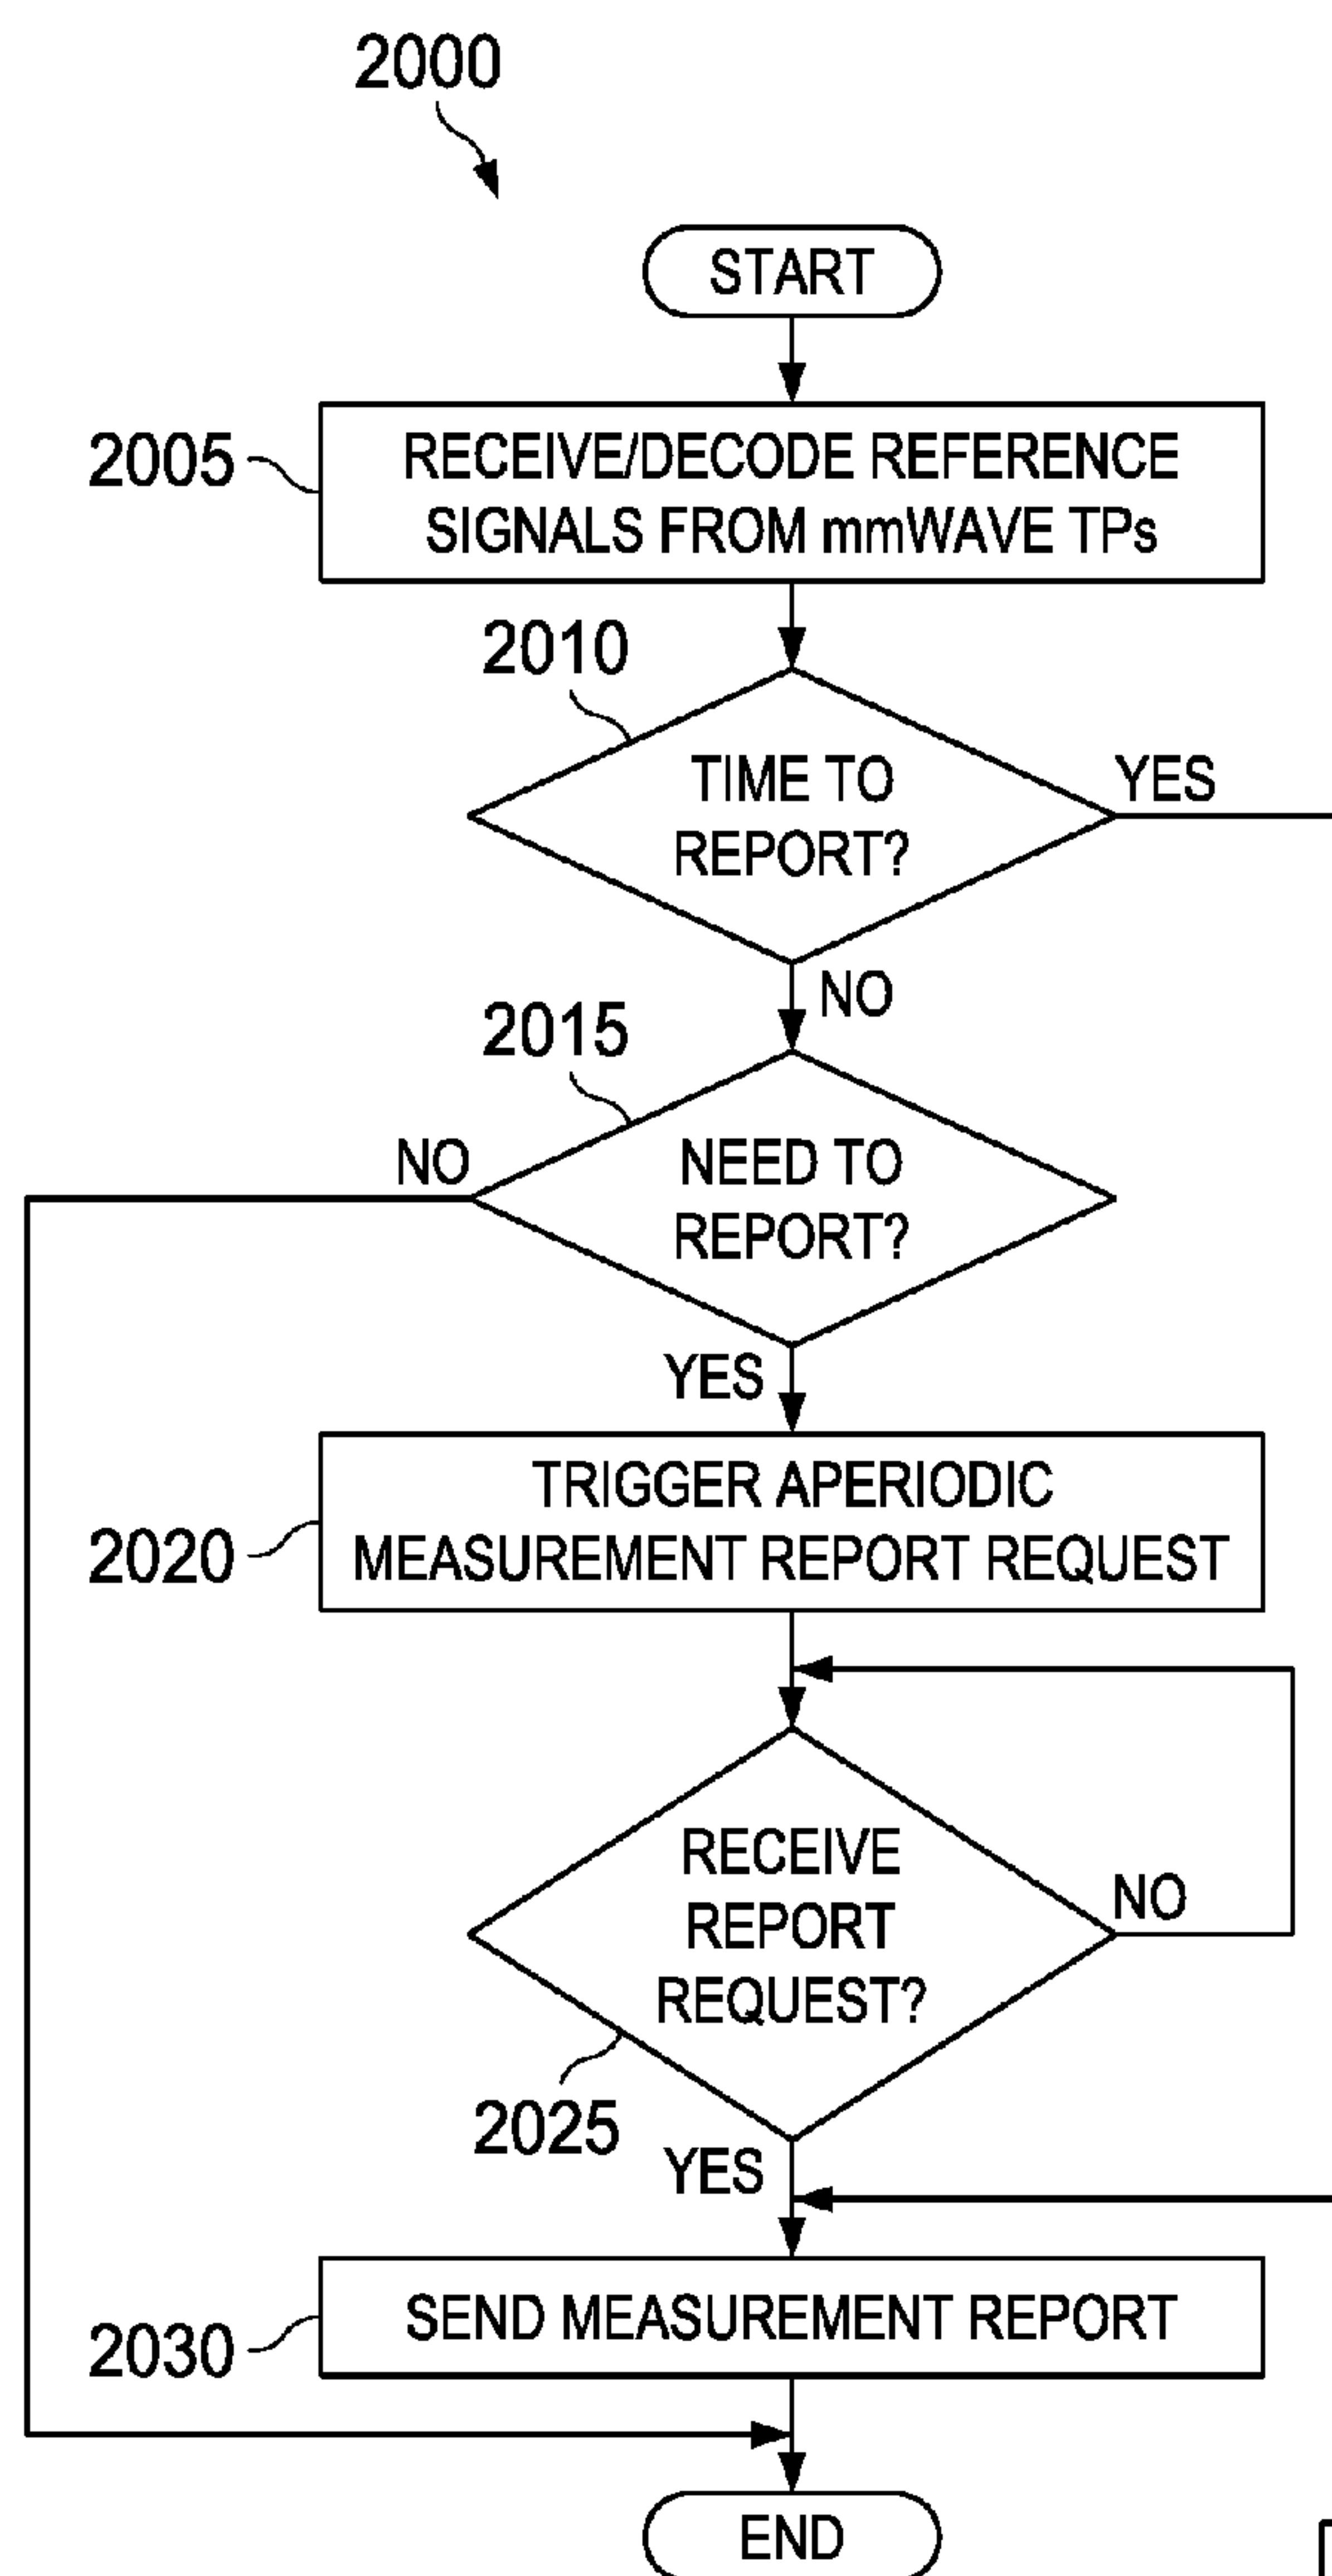 2000
START
2005
RECEIVE/DECODE REFERENCE
SIGNALS FROM mmWAVE TPs
2010
TIME TO
REPORT?
YES
NO
2015
NO
NEED TO
REPORT?
YES
2020
TRIGGER APERIODIC
MEASUREMENT REPORT REQUEST
RECEIVE
REPORT
REQUEST?
NO
2025
YES
2030
SEND MEASUREMENT REPORT
END